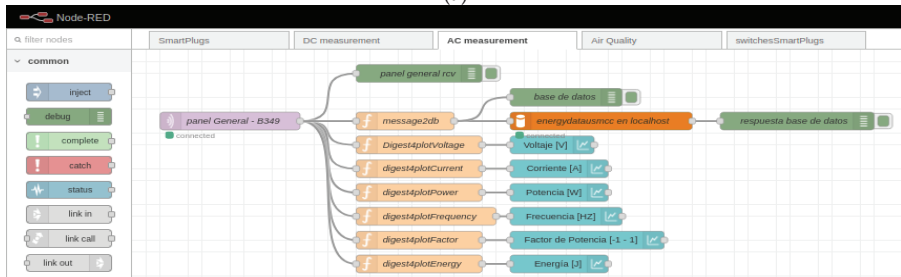 Node-RED
filter nodes
SmartPlugs
DC measurement
AC measurement
Air Quality
switchesSmartPlugs
common
inject
debug
complete
catch
status
link in
link call
link out
panel General - B349
connected
panel general rcv
message2db
base de datos
energydatausmcc en localhost
connected
respuesta base de datos
Digest4plotVoltage
Voltaje [V]
digest4plotCurrent
Corriente [A]
digest4plotPower
Potencia [W]
digest4plotFrequency
Frecuencia [HZ]
digest4plotFactor
Factor de Potencia [-1 - 1]
digest4plotEnergy
Energía [J]